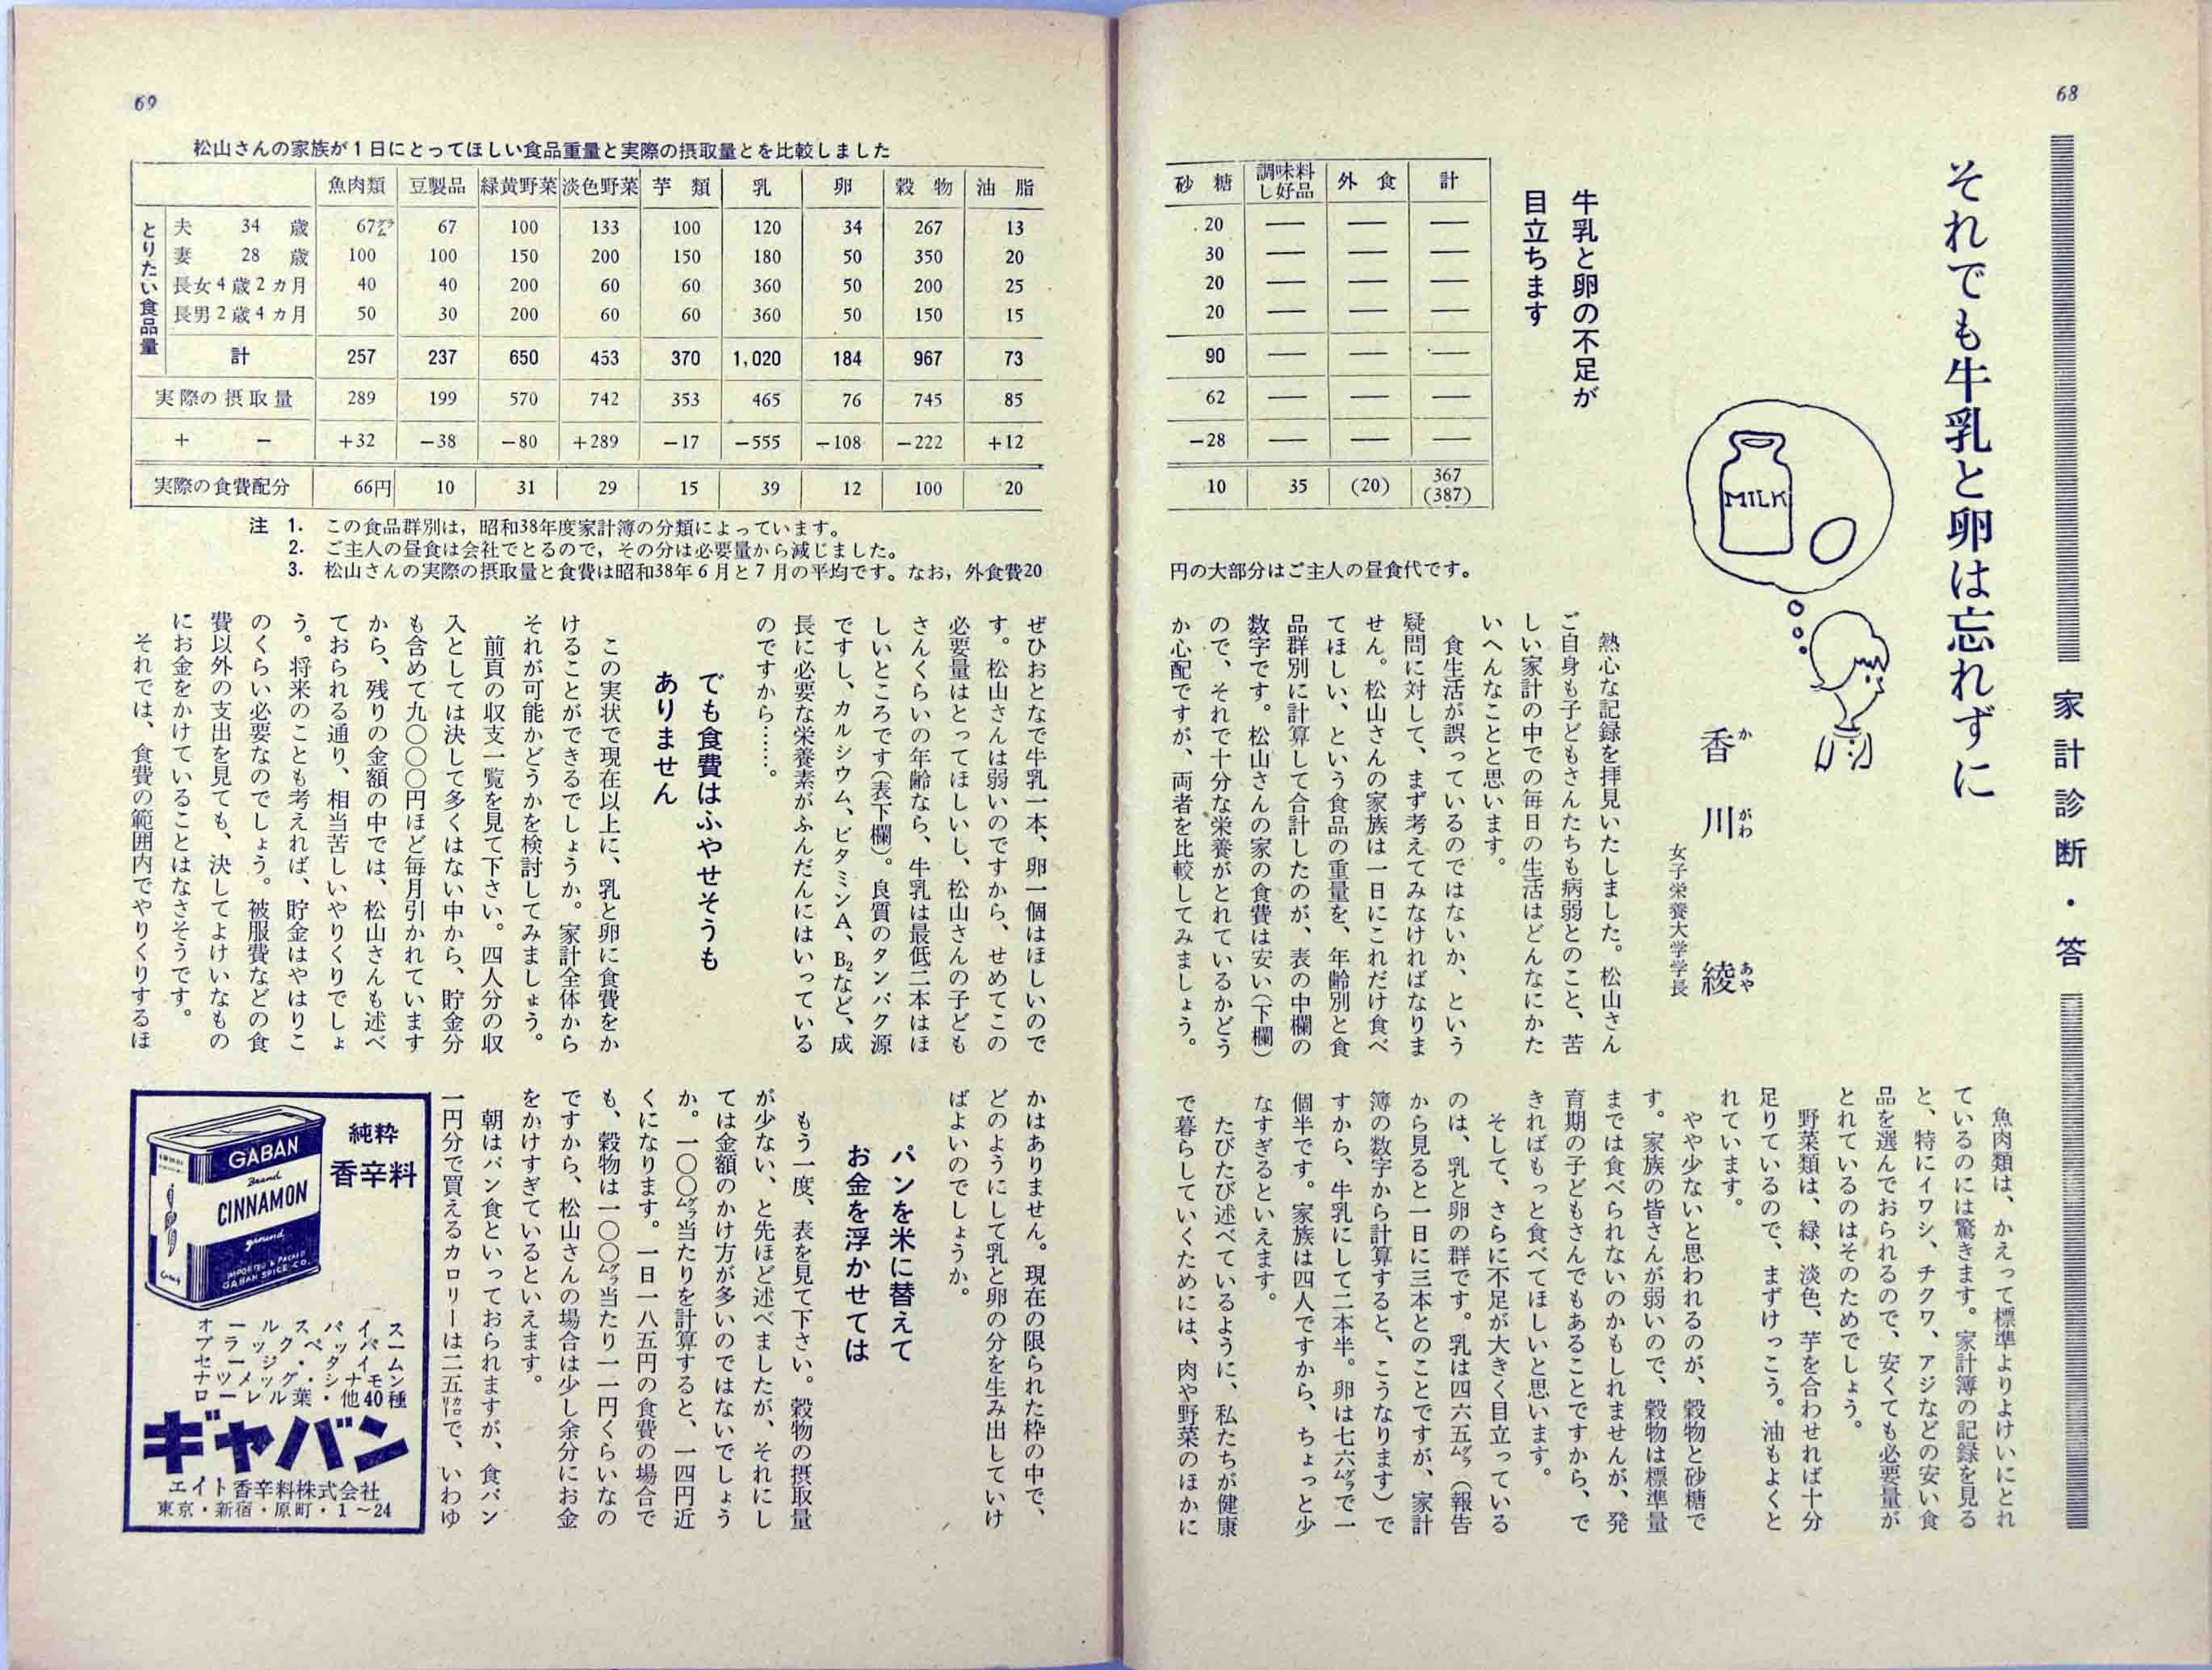 68
家計診断・答
それでも牛乳と卵は忘れずに
MILK
香川 綾
か がわ あや
女子栄養大学学長
牛乳と卵の不足が
目立ちます
熱心な記録を拝見いたしました。松山さん
ご自身も子どもさんたちも病弱とのこと、苦
しい家計の中での毎日の生活はどんなにかた
いへんなことと思います。
食生活が誤っているのではないか、という
疑問に対して、まず考えてみなければなりま
せん。松山さんの家族は一日にこれだけ食べ
てほしい、という食品の重量を、年齢別と食
品群別に計算して合計したのが、表の中欄の
数字です。松山さんの家の食費は安い(下欄)
ので、それで十分な栄養がとれているかどう
か心配ですが、両者を比較してみましょう。
魚肉類は、かえって標準よりよけいにとれ
ているのには驚きます。家計簿の記録を見る
と、特にイワシ、チクワ、アジなどの安い食
品を選んでおられるので、安くても必要量が
とれているのはそのためでしょう。
野菜類は、緑、淡色、芋を合わせれば十分
足りているので、まずけっこう。油もよくと
れています。
やや少ないと思われるのが、穀物と砂糖で
す。家族の皆さんが弱いので、穀物は標準量
までは食べられないのかもしれませんが、発
育期の子どもさんでもあることですから、で
きればもっと食べてほしいと思います。
そして、さらに不足が大きく目立っている
のは、乳と卵の群です。乳は四六五グラム(報告
から見ると一日に三本とのことですが、家計
簿の数字から計算すると、こうなります)で
すから、牛乳にして二本半。卵は七六グラムで一
個半です。家族は四人ですから、ちょっと少
なすぎるといえます。
たびたび述べているように、私たちが健康
で暮らしていくためには、肉や野菜のほかに
69
松山さんの家族が1日にとってほしい食品重量と実際の摂取量とを比較しました
魚肉類 豆製品 緑黄野菜 淡色野菜 芋類 乳 卵 穀物 油脂 砂糖 調味料し好品 外食 計
とりたい食品量
夫 34 歳 67グラム 67 100 133 100 120 34 267 13 20 — — —
妻 28 歳 100 100 150 200 150 180 50 350 20 30 — — —
長女4歳2カ月 40 40 200 60 60 360 50 200 25 20 — — —
長男2歳4カ月 50 30 200 60 60 360 50 150 15 20 — — —
計 257 237 650 453 370 1,020 184 967 73 90 — — —
実際の摂取量 289 199 570 742 353 465 76 745 85 62 — — —
+ − +32 −38 −80 +289 −17 −555 −108 −222 +12 −28 — — —
実際の食費配分 66円 10 31 29 15 39 12 100 20 10 35 (20) 367 (387)
注 1. この食品群別は，昭和38年度家計簿の分類によっています。
2. ご主人の昼食は会社でとるので，その分は必要量から減じました。
3. 松山さんの実際の摂取量と食費は昭和38年6月と7月の平均です。なお，外食費20円の大部分はご主人の昼食代です。
ぜひおとなで牛乳一本、卵一個はほしいので
す。松山さんは弱いのですから、せめてこの
必要量はとってほしいし、松山さんの子ども
さんくらいの年齢なら、牛乳は最低二本はほ
しいところです(表下欄)。良質のタンパク源
ですし、カルシウム、ビタミンA、B₂など、成
長に必要な栄養素がふんだんにはいっている
のですから……。
でも食費はふやせそうも
ありません
この実状で現在以上に、乳と卵に食費をか
けることができるでしょうか。家計全体から
それが可能かどうかを検討してみましょう。
前頁の収支一覧を見て下さい。四人分の収
入としては決して多くはない中から、貯金分
も含めて九〇〇〇円ほど毎月引かれています
から、残りの金額の中では、松山さんも述べ
ておられる通り、相当苦しいやりくりでしょ
う。将来のことも考えれば、貯金はやはりこ
のくらい必要なのでしょう。被服費などの食
費以外の支出を見ても、決してよけいなもの
にお金をかけていることはなさそうです。
それでは、食費の範囲内でやりくりするほ
かはありません。現在の限られた枠の中で、
どのようにして乳と卵の分を生み出していけ
ばよいのでしょうか。
パンを米に替えて
お金を浮かせては
もう一度、表を見て下さい。穀物の摂取量
が少ない、と先ほど述べましたが、それにし
ては金額のかけ方が多いのではないでしょう
か。一〇〇グラム当たりを計算すると、一四円近
くになります。一日一八五円の食費の場合で
も、穀物は一〇〇グラム当たり一一円くらいなの
ですから、松山さんの場合は少し余分にお金
をかけすぎているといえます。
朝はパン食といっておられますが、食パン
一円分で買えるカロリーは二五カロリーで、いわゆ
純粋
香辛料
GABAN
Brand
CINNAMON
ground
IMPORTED & PACKED
GABAN SPICE CO.
オールスパイス
ブラックペッパー
セージ・タイム
ナツメッグ・シナモン
ローレル葉・他40種
ギャバン
エイト香辛料株式会社
東京・新宿・原町・1〜24